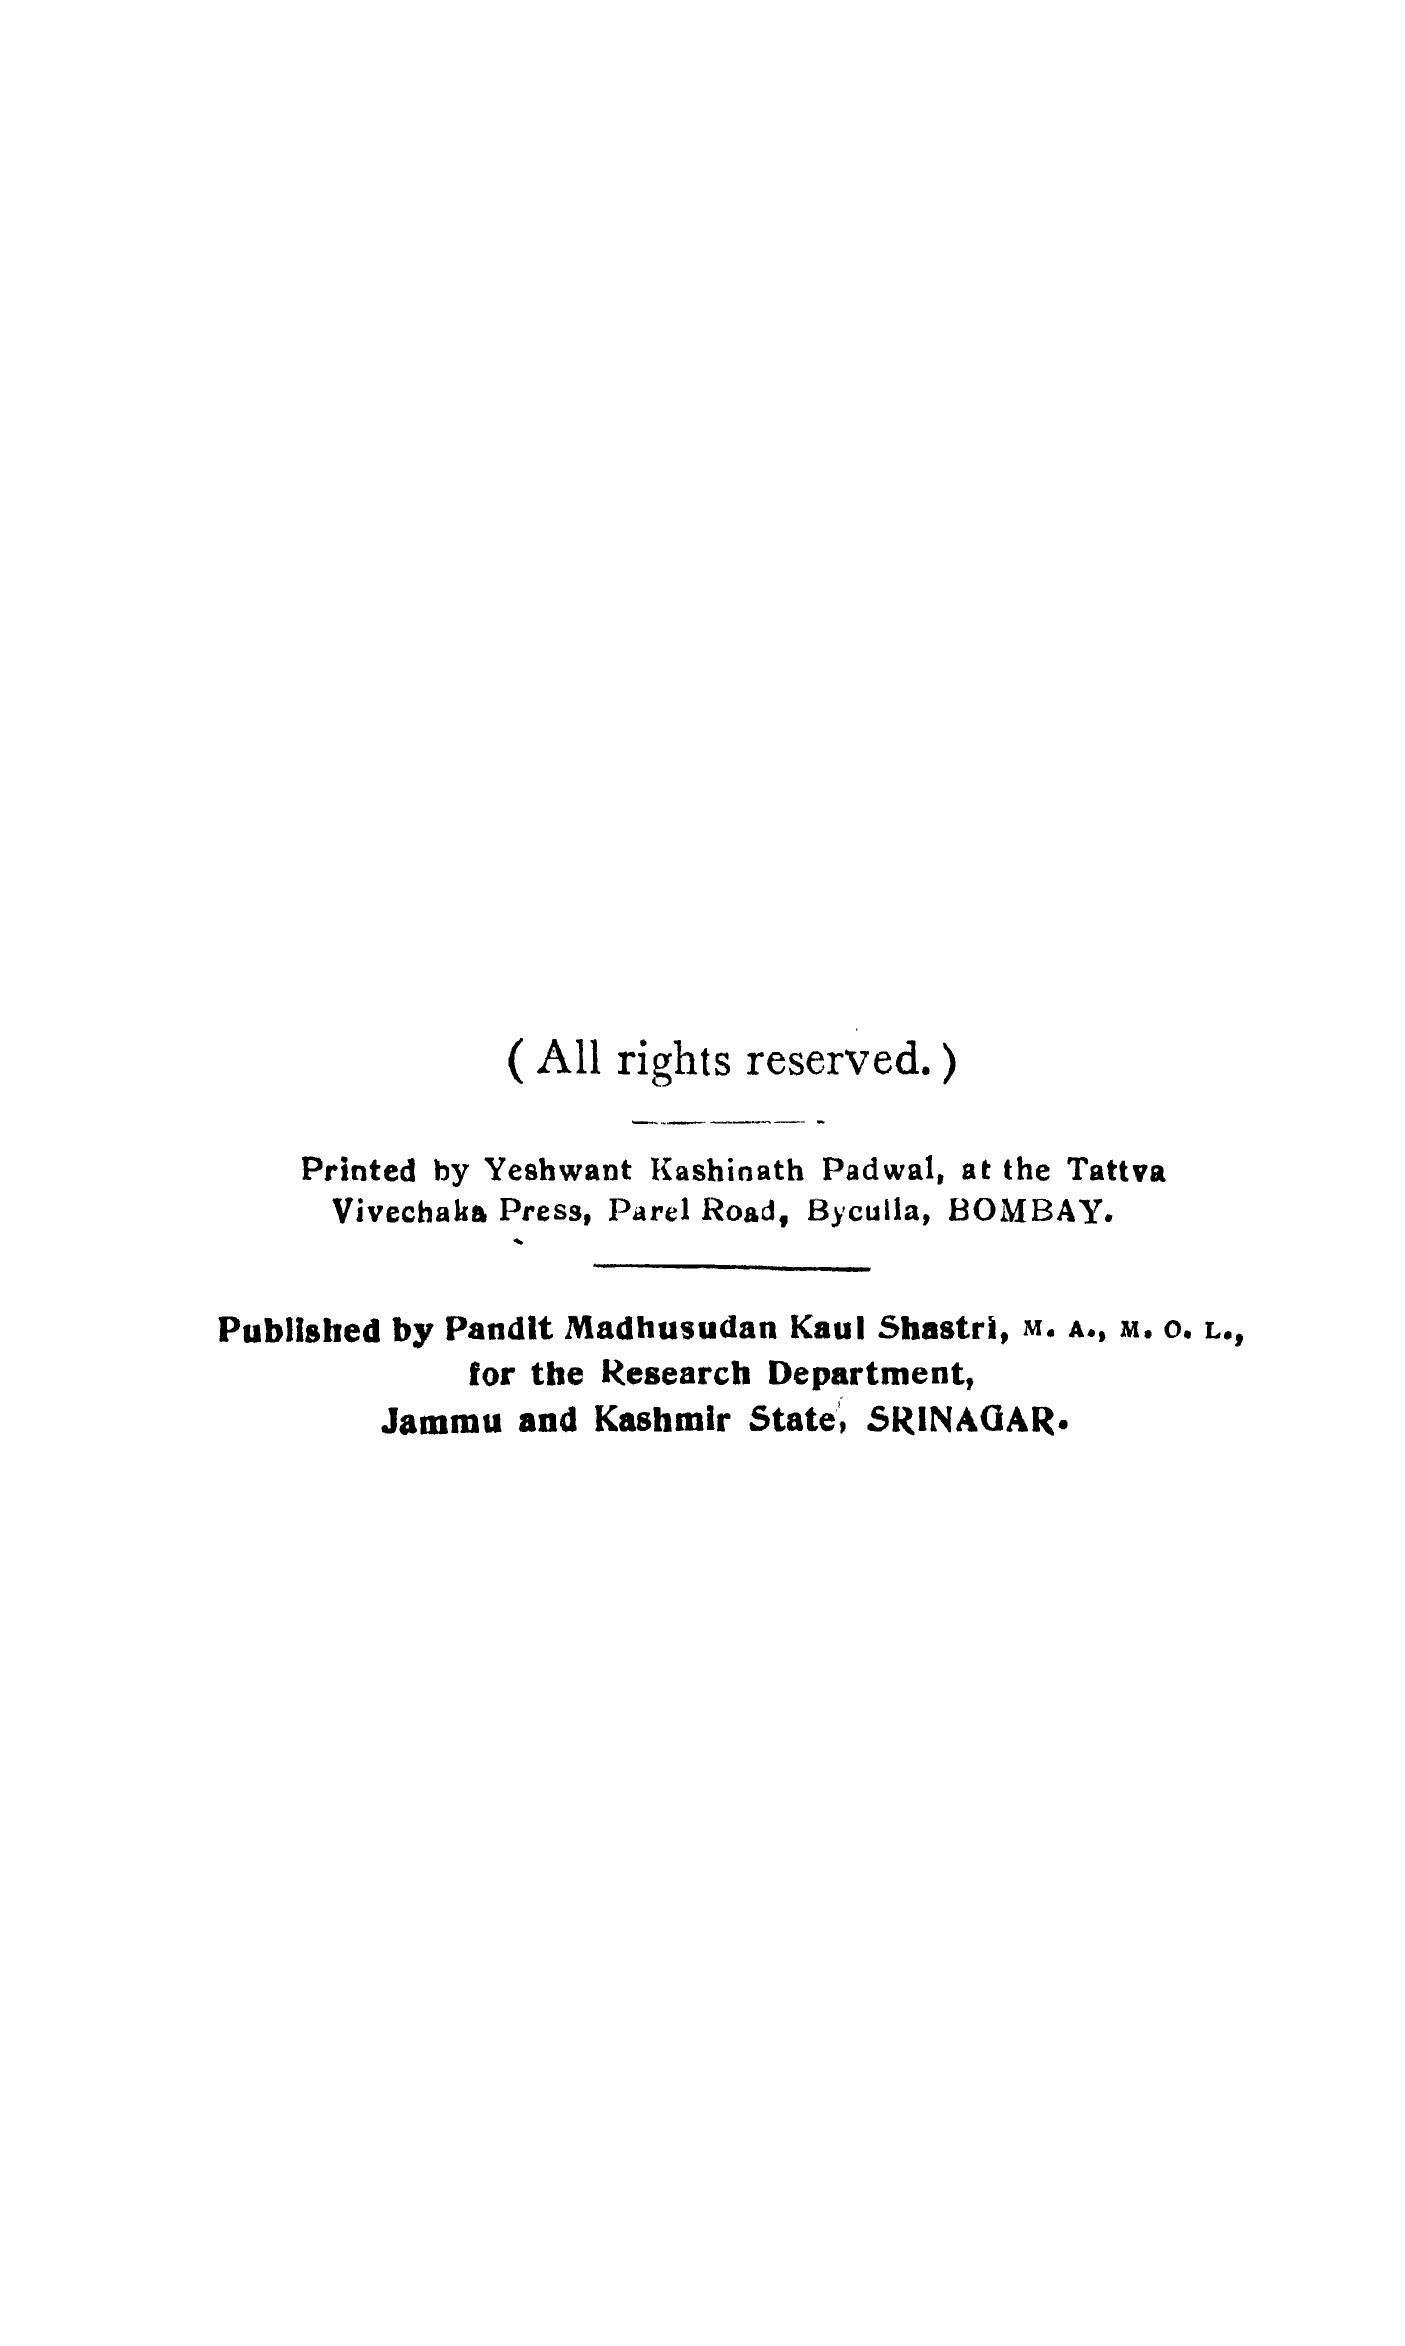 ( All rights reserved. )
Printed by Yeshwant Kashinath Padwal, at the Tattva
Vivechaka Press, Parel Road, Byculla, BOMBAY.
Published by Pandit Madhusudan Kaul Shastri, M. A., M. O. L.,
for the Research Department,
Jammu and Kashmir State, SRINAGAR.